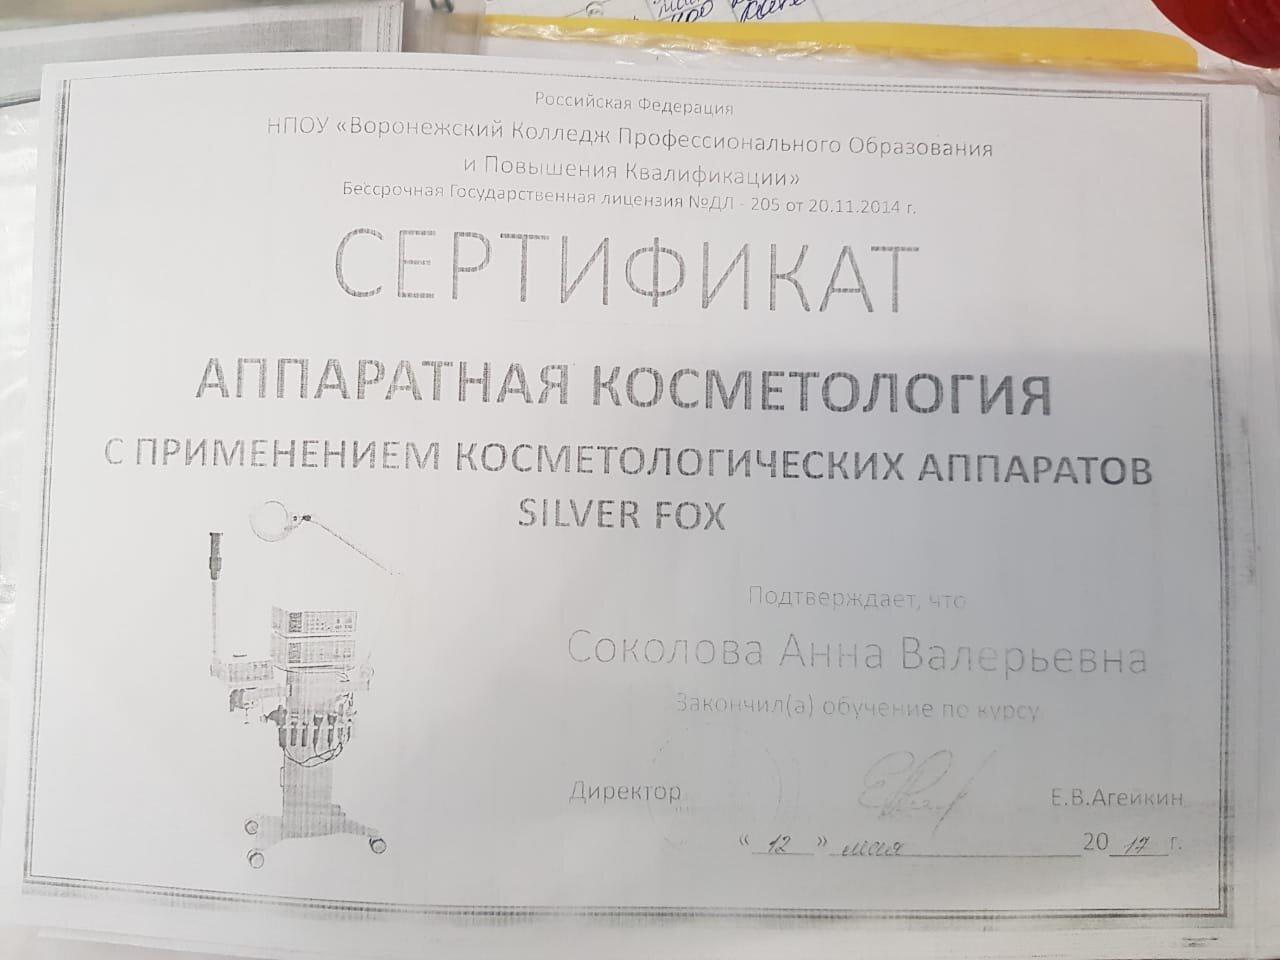 Российская Федерация
НПОУ «Воронежский Колледж Профессионального Образования
и Повышения Квалификации»
Бессрочная Государственная лицензия №ДЛ - 205 от 20.11.2014 г.
СЕРТИФИКАТ
АППАРАТНАЯ КОСМЕТОЛОГИЯ
С ПРИМЕНЕНИЕМ КОСМЕТОЛОГИЧЕСКИХ АППАРАТОВ
SILVER FOX
Подтверждает, что
Соколова Анна Валерьевна
Закончил(а) обучение по курсу
Директор Е.В.Агейкин
« 12 » мая 20 17 г.